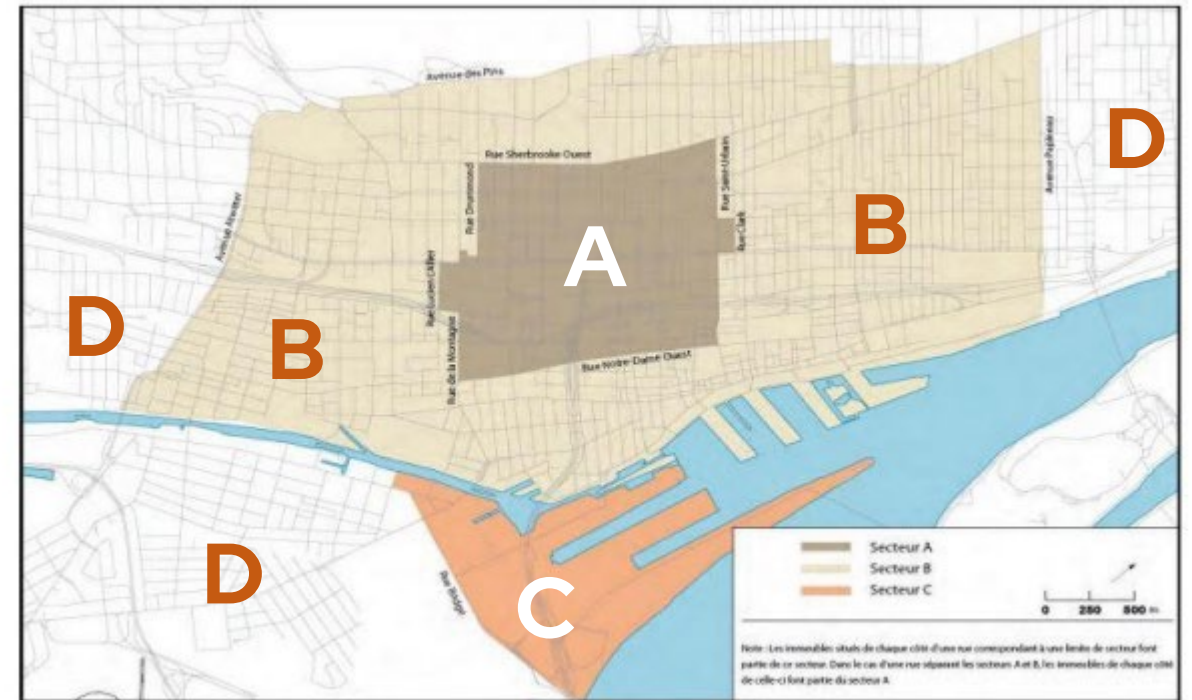 Avenue des Pins
D
Rue Sherbrooke Ouest
Rue Drummond
Rue Saint-Urbain
Avenue Papineau
Avenue Atwater
B
Rue Clark
A
Rue Lucien L'Allier
D
B
Rue de la Montagne
Rue Notre-Dame Ouest
D
C
Rue Bridge
Secteur A
Secteur B
Secteur C
0 250 500 m
Note : Les immeubles situés de chaque côté d'une rue correspondant à une limite de secteur font
partie de ce secteur. Dans le cas d'une rue séparant les secteurs A et B, les immeubles de chaque côté
de celle-ci font partie du secteur A